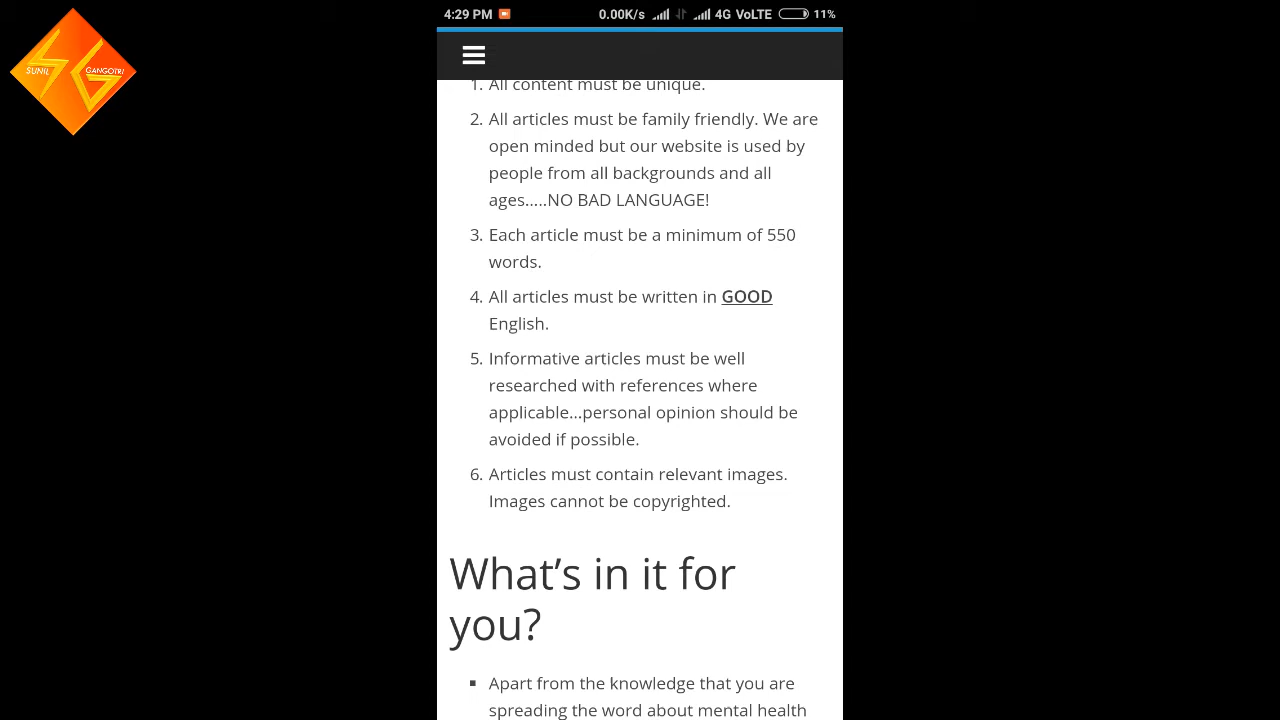 4:29 PM 0.00K/s 4G VoLTE 11%
SUNIL GANGOTRI
1. All content must be unique.
2. All articles must be family friendly. We are
open minded but our website is used by
people from all backgrounds and all
ages.....NO BAD LANGUAGE!
3. Each article must be a minimum of 550
words.
4. All articles must be written in GOOD
English.
5. Informative articles must be well
researched with references where
applicable...personal opinion should be
avoided if possible.
6. Articles must contain relevant images.
Images cannot be copyrighted.
What's in it for
you?
▪ Apart from the knowledge that you are
spreading the word about mental health